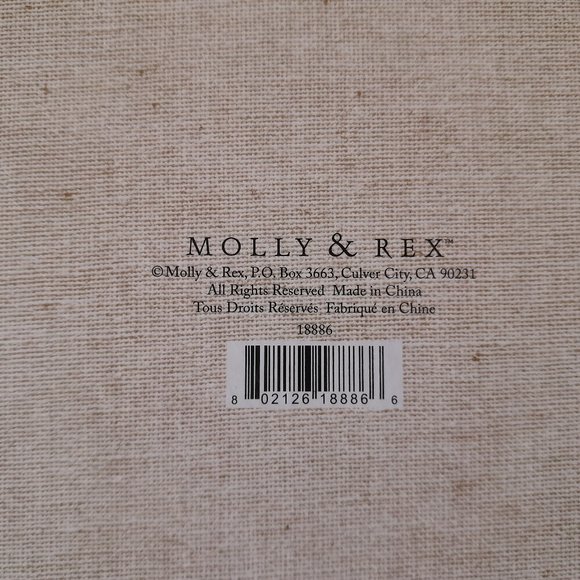 MOLLY & REX™
©Molly & Rex, P.O. Box 3663, Culver City, CA 90231
All Rights Reserved Made in China
Tous Droits Réservés Fabriqué en Chine
18886
8 02126 18886 6